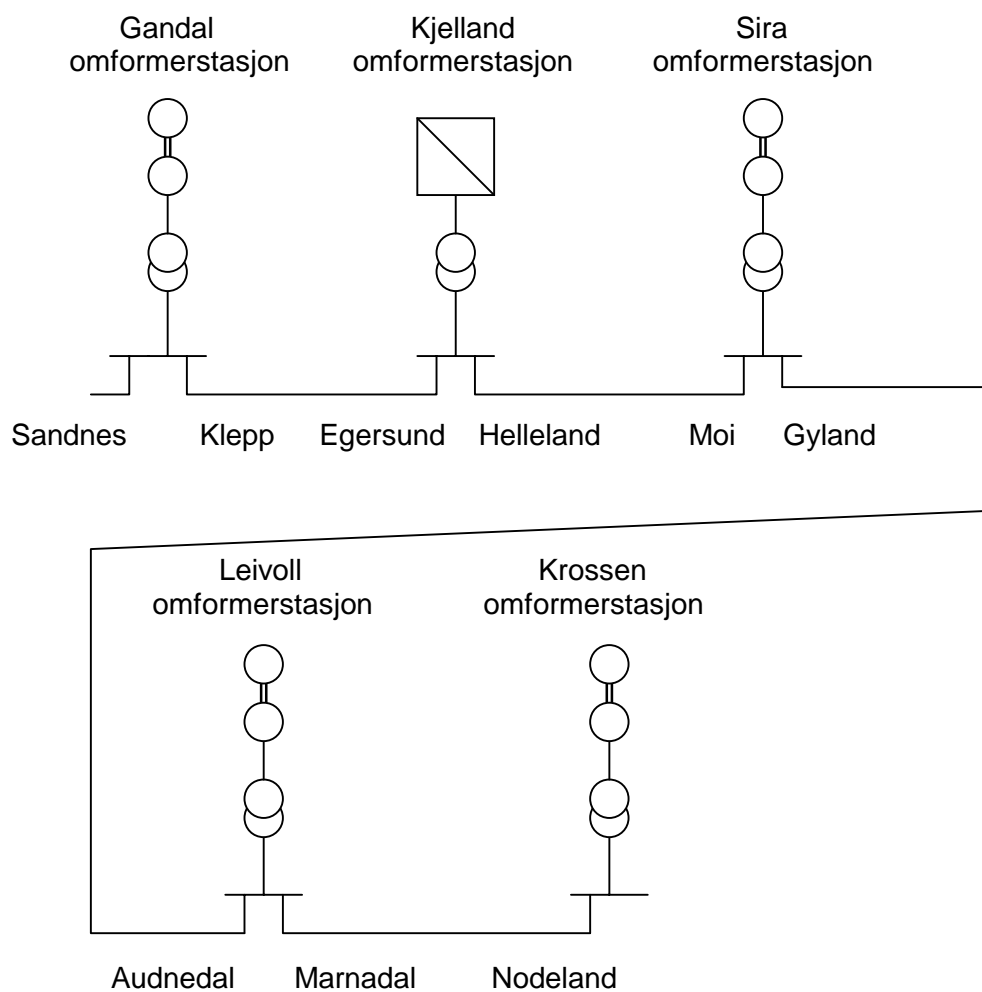 Gandal
omformerstasjon
Kjelland
omformerstasjon
Sira
omformerstasjon
Sandnes Klepp Egersund Helleland Moi Gyland
Leivoll
omformerstasjon
Krossen
omformerstasjon
Audnedal Marnadal Nodeland